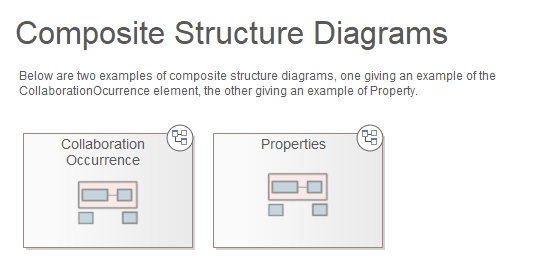 Composite Structure Diagrams
Below are two examples of composite structure diagrams, one giving an example of the
CollaborationOcurrence element, the other giving an example of Property.
Collaboration
Occurrence
Properties